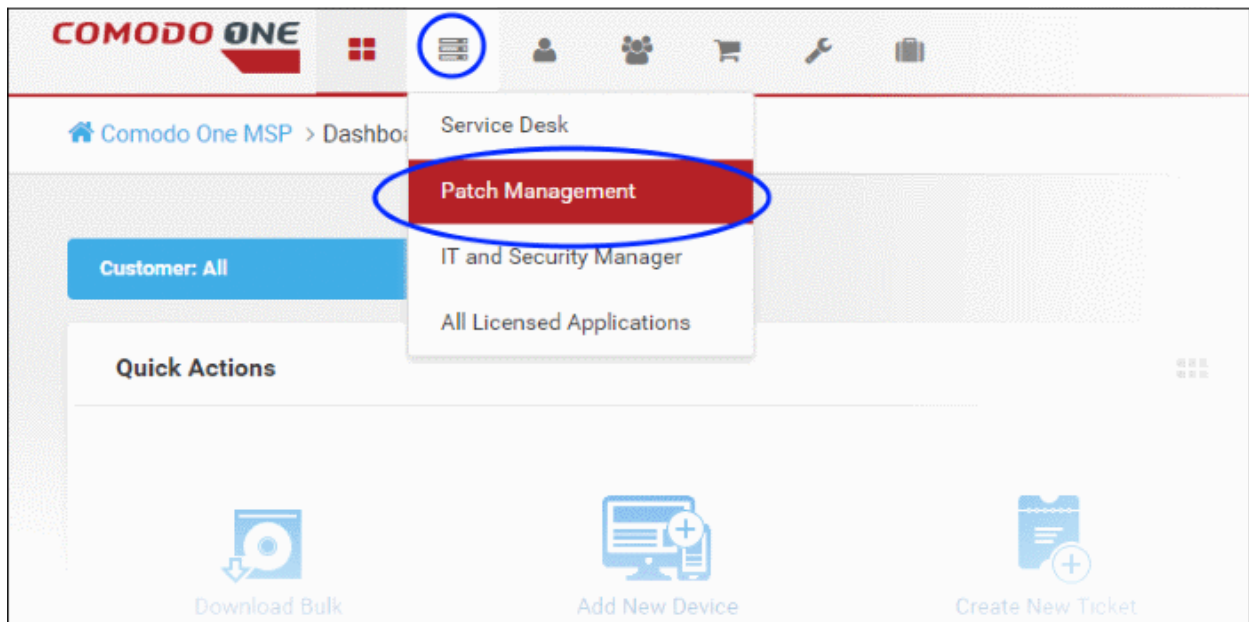 COMODO ONE
Comodo One MSP > Dashboa
Service Desk
Patch Management
Customer: All
IT and Security Manager
All Licensed Applications
Quick Actions
Download Bulk
Add New Device
Create New Ticket